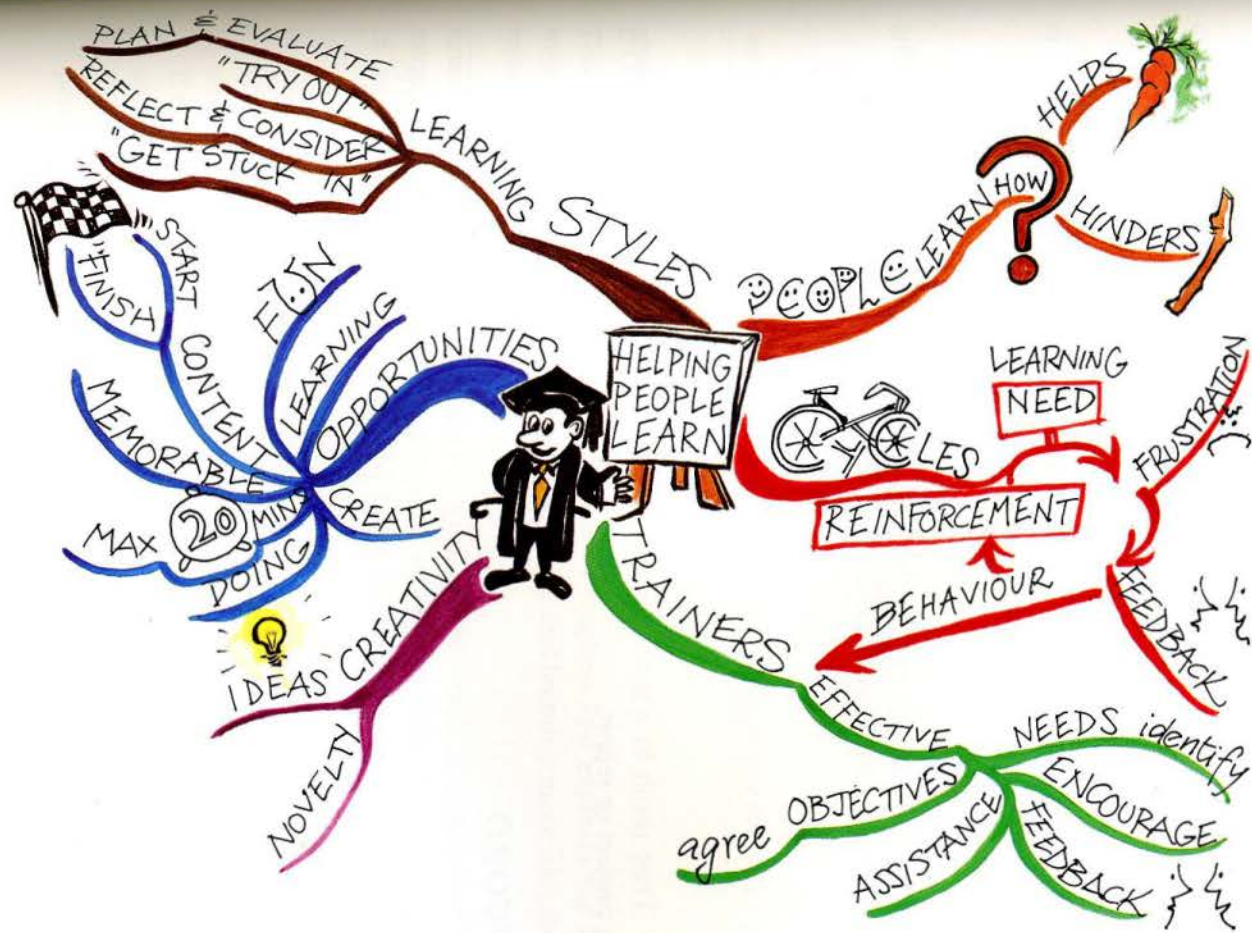 HELPING
PEOPLE
LEARN
PEOPLE LEARN
HOW
HELPS
HINDERS
CLES
LEARNING
NEED
FRUSTRATION
FEEDBACK
BEHAVIOUR
REINFORCEMENT
TRAINERS
EFFECTIVE
NEEDS identify
ENCOURAGE
FEEDBACK
ASSISTANCE
OBJECTIVES
agree
CREATIVITY
IDEAS
NOVELTY
OPPORTUNITIES
CREATE
DOING
MAX 20 MINS
MEMORABLE
CONTENT
START
FINISH
FUN
LEARNING
LEARNING STYLES
PLAN & EVALUATE
"TRY OUT"
REFLECT & CONSIDER
"GET STUCK IN"